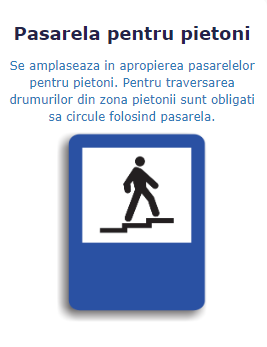 Pasarela pentru pietoni
Se amplaseaza in apropierea pasarelelor
pentru pietoni. Pentru traversarea
drumurilor din zona pietonii sunt obligati
sa circule folosind pasarela.